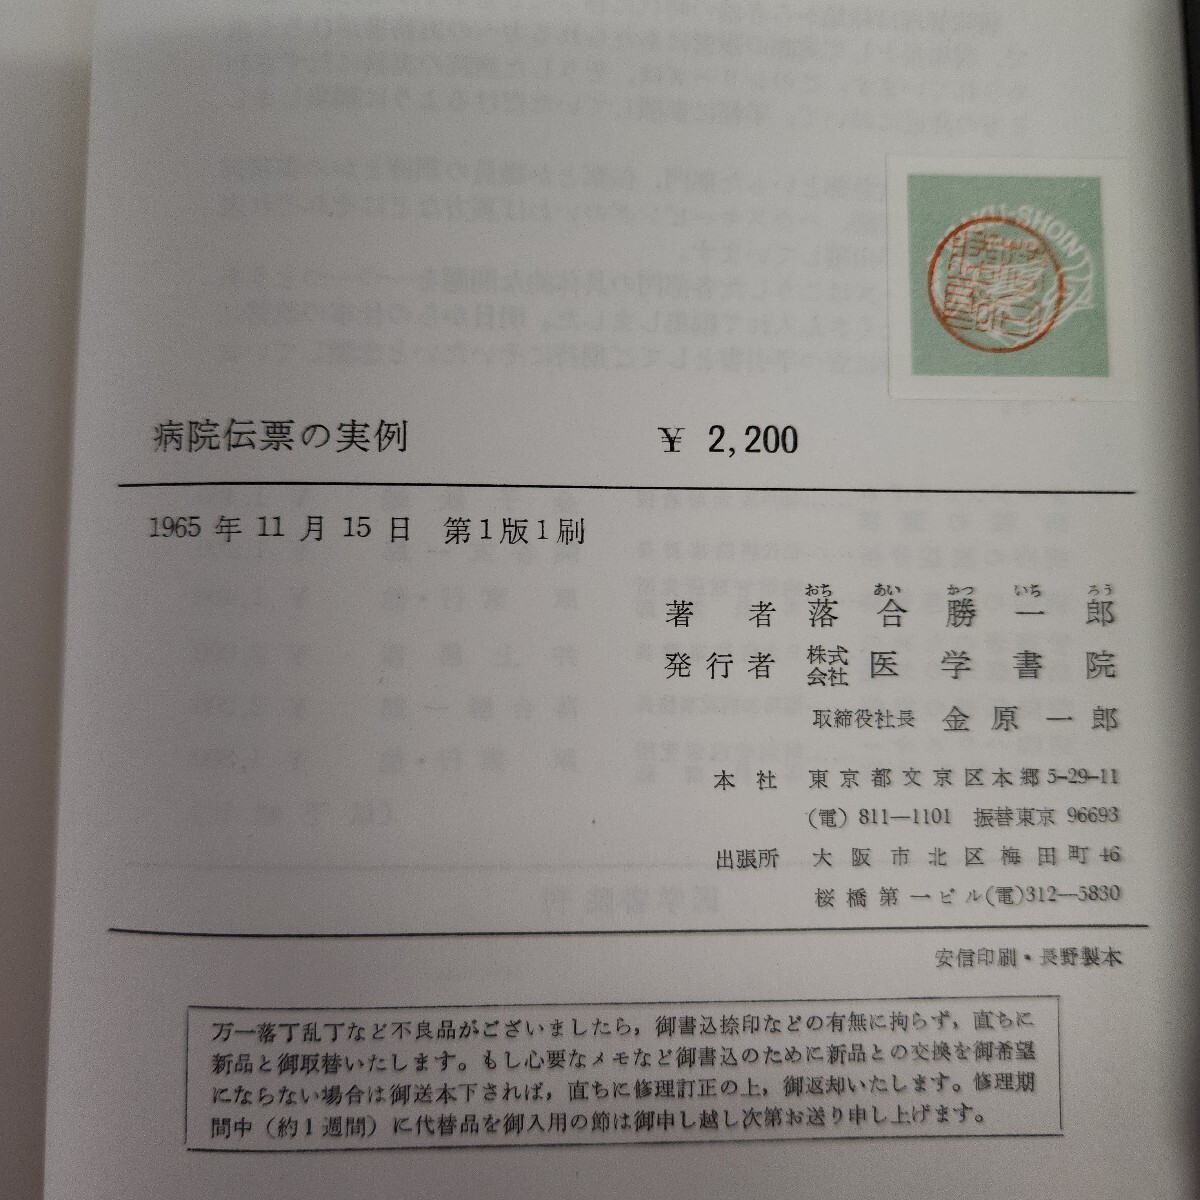 病院伝票の実例 ¥ 2,200
1965年11月15日 第1版1刷
おち あい かつ いち ろう
著者 落合勝一郎
発行者 株式会社 医学書院
取締役社長 金原一郎
本社 東京都文京区本郷5-29-11
(電) 811―1101 振替東京 96693
出張所 大阪市北区梅田町46
桜橋第一ビル(電)312―5830
安信印刷・長野製本
万一落丁乱丁など不良品がございましたら，御書込捺印などの有無に拘らず，直ちに
新品と御取替いたします。もし心要なメモなど御書込のために新品との交換を御希望
にならない場合は御送本下されば，直ちに修理訂正の上，御返却いたします。修理期
間中（約1週間）に代替品を御入用の節は御申し越し次第お送り申し上げます。